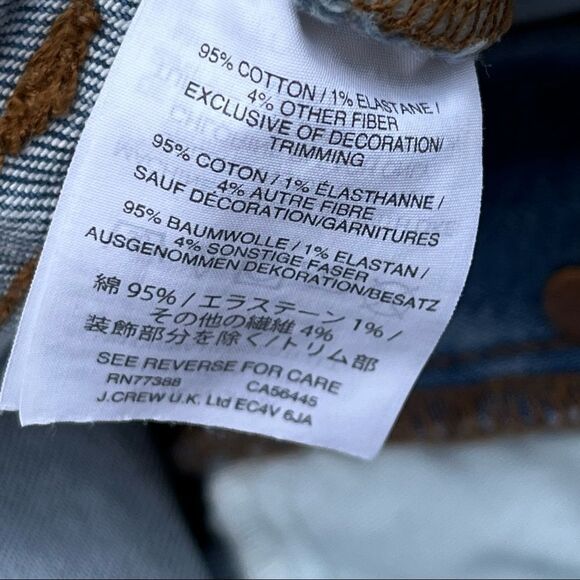 95% COTTON / 1% ELASTANE /
4% OTHER FIBER
EXCLUSIVE OF DECORATION/
TRIMMING
95% COTON / 1% ÉLASTHANNE /
4% AUTRE FIBRE
SAUF DECORATION/GARNITURES
95% BAUMWOLLE / 1% ELASTAN /
4% SONSTIGE FASER
AUSGENOMMEN DEKORATION/BESATZ
綿 95% / エラステーン 1% /
その他の繊維 4%
装飾部分を除く/トリム部
SEE REVERSE FOR CARE
RN77388 CA56445
J.CREW U.K. Ltd EC4V 6JA